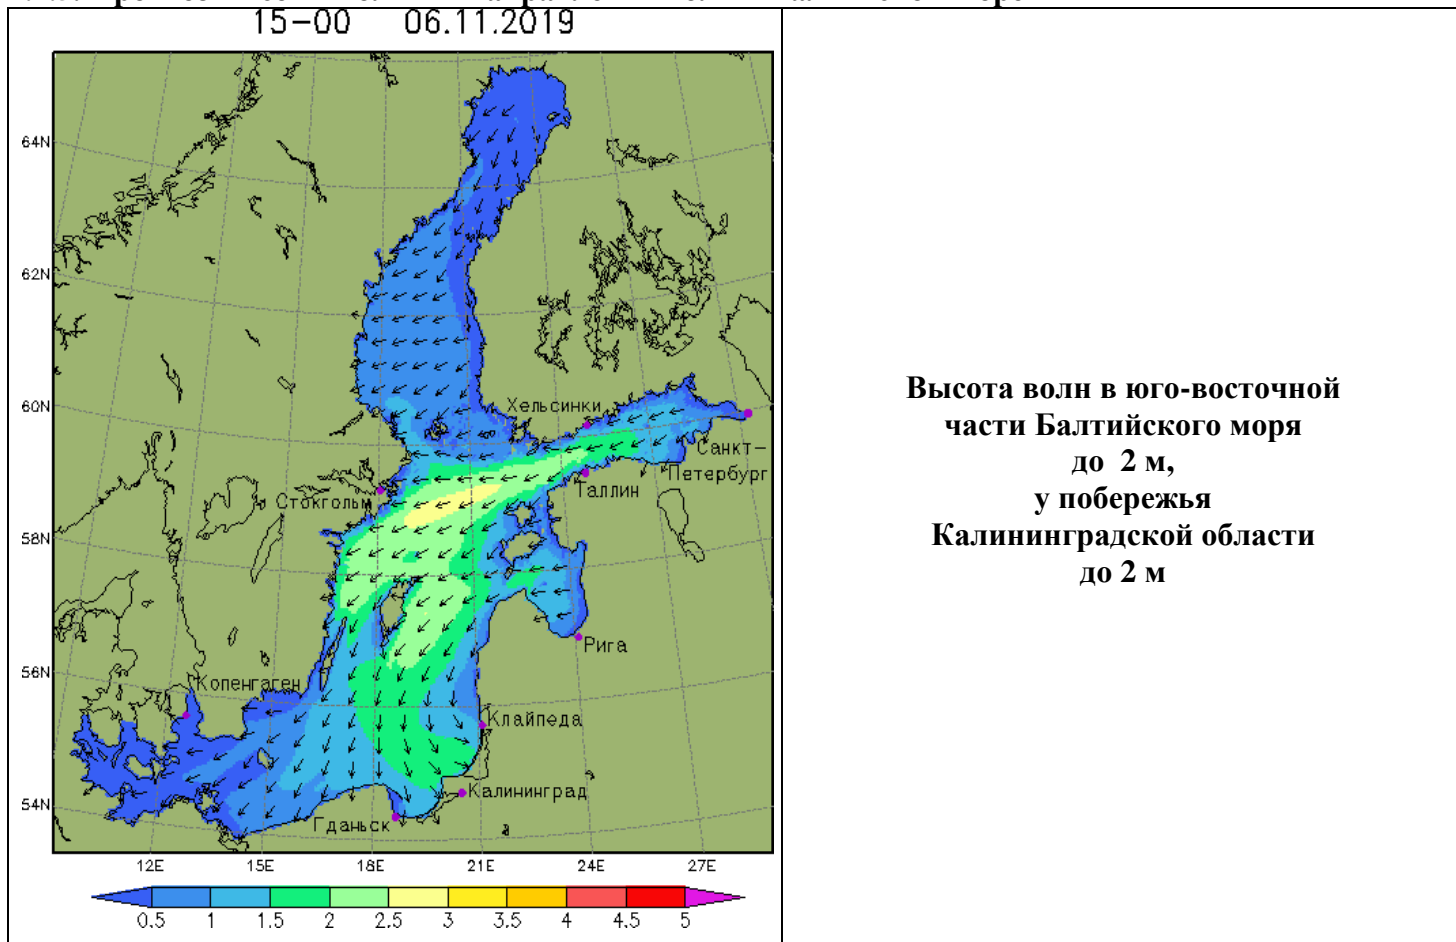 15-00 06.11.2019
64N
62N
60N
58N
56N
54N
Хельсинки
Санкт-
Петербург
Таллин
Стокгольм
Рига
Копенгаген
Клайпеда
Калининград
Гданьск
12E 15E 18E 21E 24E 27E
0.5 1 1.5 2 2.5 3 3.5 4 4.5 5
Высота волн в юго-восточной
части Балтийского моря
до 2 м,
у побережья
Калининградской области
до 2 м